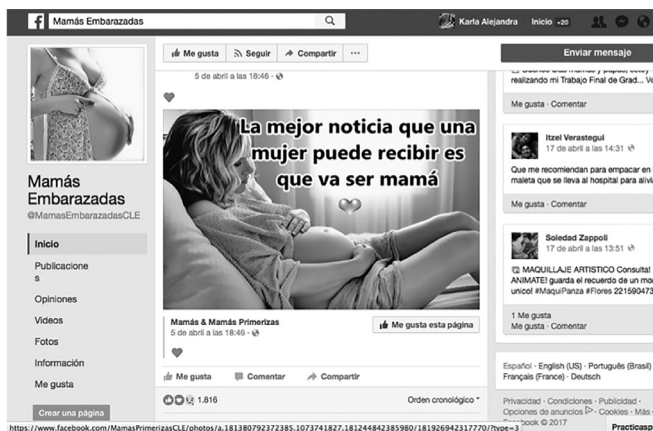 Mamás Embarazadas
Karla Alejandra
Inicio +20
Me gusta
Seguir
Compartir
Enviar mensaje
Mamás
Embarazadas
@MamasEmbarazadasCLE
Inicio
Publicacione
s
Opiniones
Videos
Fotos
Información
Me gusta
Crear una página
5 de abril a las 18:46 ·
La mejor noticia que una
mujer puede recibir es
que va ser mamá
Mamás & Mamás Primerizas
5 de abril a las 18:46 ·
Me gusta esta página
Me gusta
Comentar
Compartir
1.816
Orden cronológico
realizando mi Trabajo Final de Grad... Ve
Me gusta · Comentar
Itzel Verastegui
17 de abril a las 14:31
Que me recomiendan para empacar en
maleta que se lleva al hospital para alivi
Me gusta · Comentar
Soledad Zappoli
17 de abril a las 13:51
MAQUILLAJE ARTISTICO Consulta!
ANIMATE! guarda el recuerdo de un mo
unico! #MaquiPanza #Flores 221590473
1 Me gusta
Me gusta · Comentar
Español · English (US) · Português (Brasil)
Français (France) · Deutsch
Privacidad · Condiciones · Publicidad ·
Opciones de anuncios · Cookies · Más
Facebook © 2017
Practicasp
https://www.facebook.com/MamasPrimerizasCLE/photos/a.181380792372385.1073741827.181244842385980/181926942317770/?type=3